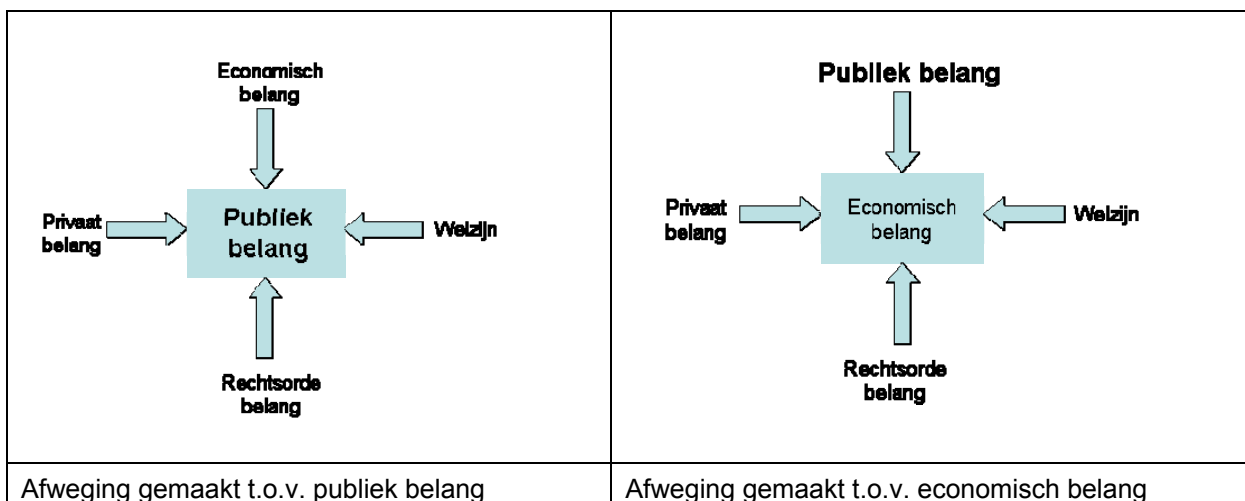 Economisch
belang
Privaat
belang
Publiek
belang
Welzijn
Rechtsorde
belang
Afweging gemaakt t.o.v. publiek belang
Publiek belang
Privaat
belang
Economisch
belang
Welzijn
Rechtsorde
belang
Afweging gemaakt t.o.v. economisch belang